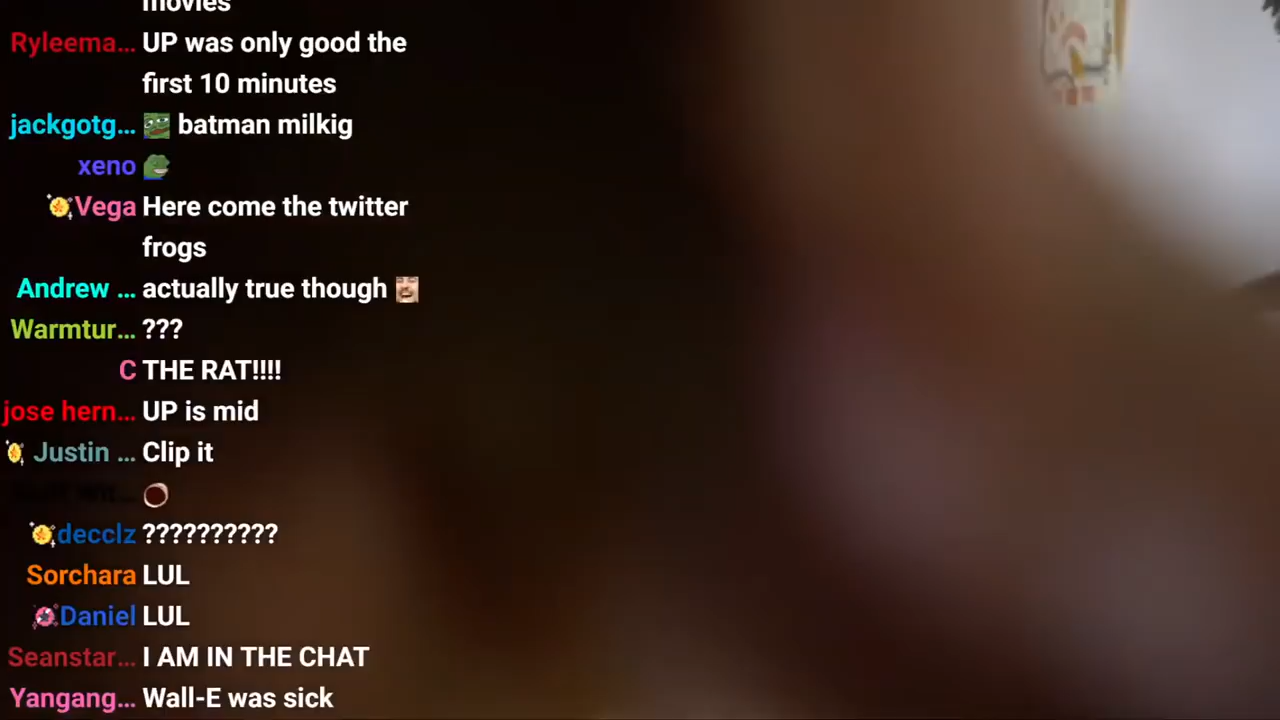 movies
Ryleema… UP was only good the
first 10 minutes
jackgotg… batman milkig
xeno
Vega Here come the twitter
frogs
Andrew … actually true though
Warmtur… ???
C THE RAT!!!!
jose hern… UP is mid
Justin … Clip it
decclz ??????????
Sorchara LUL
Daniel LUL
Seanstar… I AM IN THE CHAT
Yangang… Wall-E was sick